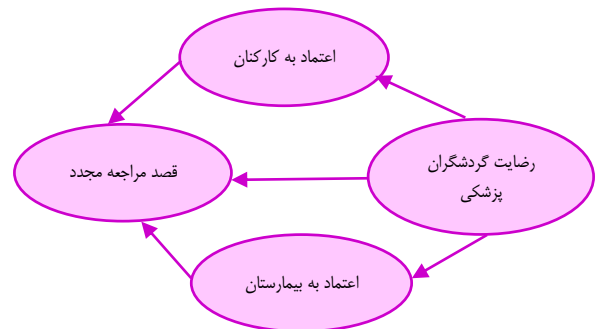 اعتماد به کارکنان
رضایت گردشگران
پزشکی
قصد مراجعه مجدد
اعتماد به بیمارستان